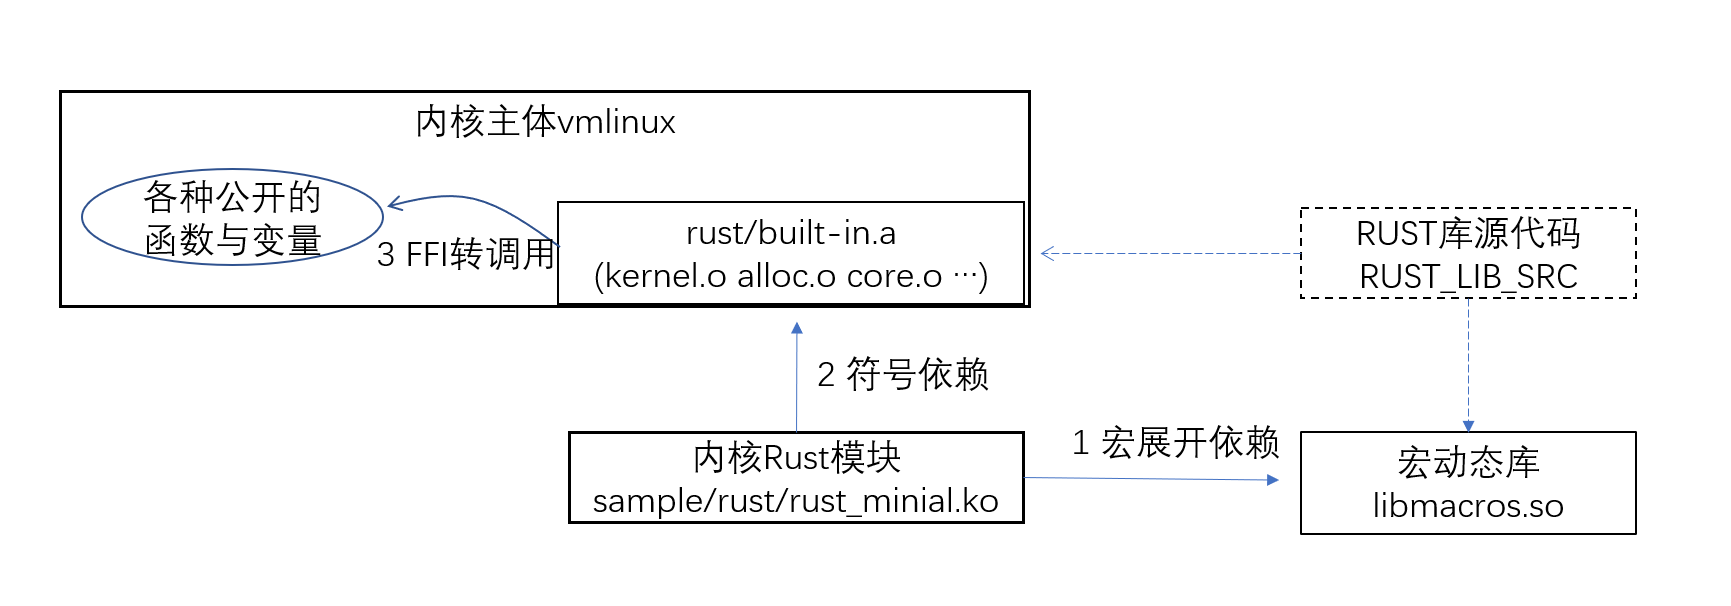 内核主体vmlinux
各种公开的
函数与变量
3 FFI转调用
rust/built-in.a
(kernel.o alloc.o core.o ···)
RUST库源代码
RUST_LIB_SRC
2 符号依赖
内核Rust模块
sample/rust/rust_minial.ko
1 宏展开依赖
宏动态库
libmacros.so